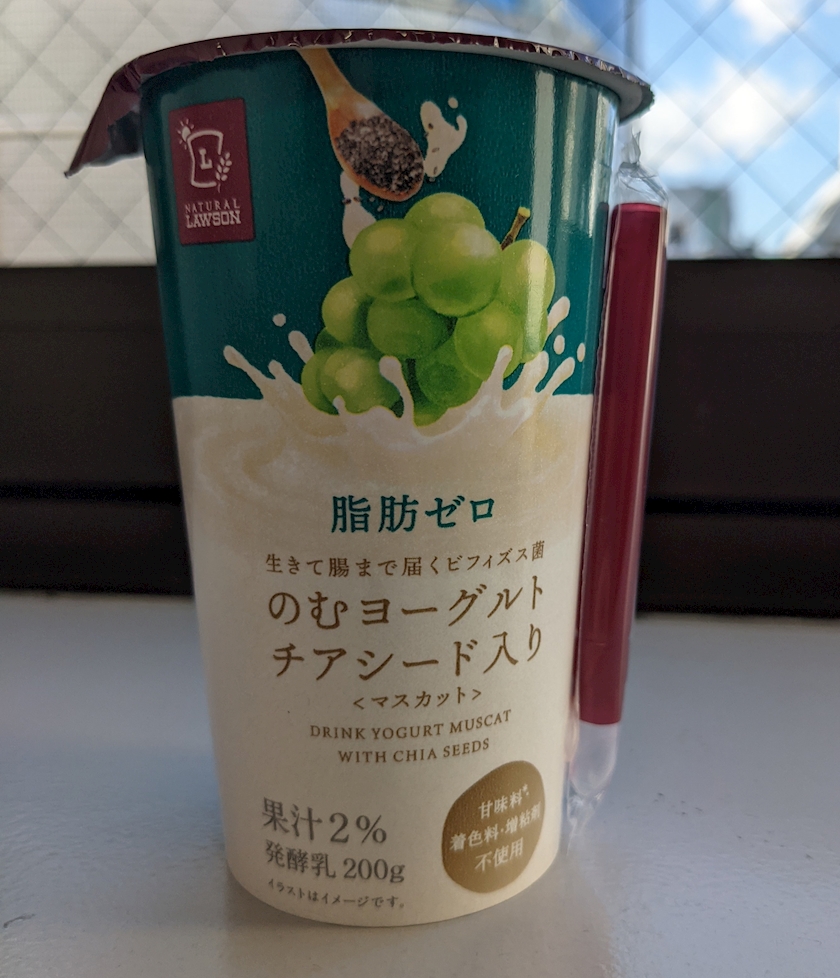 L
NATURAL
LAWSON
脂肪ゼロ
生きて腸まで届くビフィズス菌
のむヨーグルト
チアシード入り
<マスカット>
DRINK YOGURT MUSCAT
WITH CHIA SEEDS
果汁2%
発酵乳 200g
イラストはイメージです。
甘味料*・
着色料・増粘剤
不使用